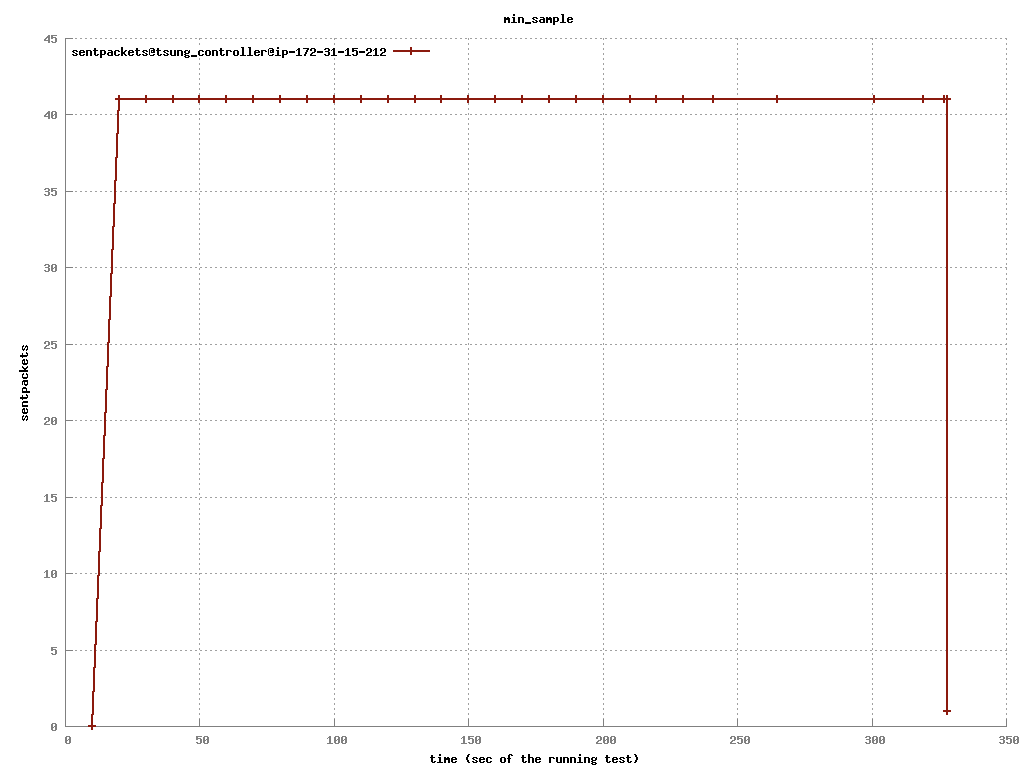 min_sample
sentpackets@tsung_controller@ip-172-31-15-212
45
40
35
30
25
20
15
10
5
0
sentpackets
0 50 100 150 200 250 300 350
time (sec of the running test)